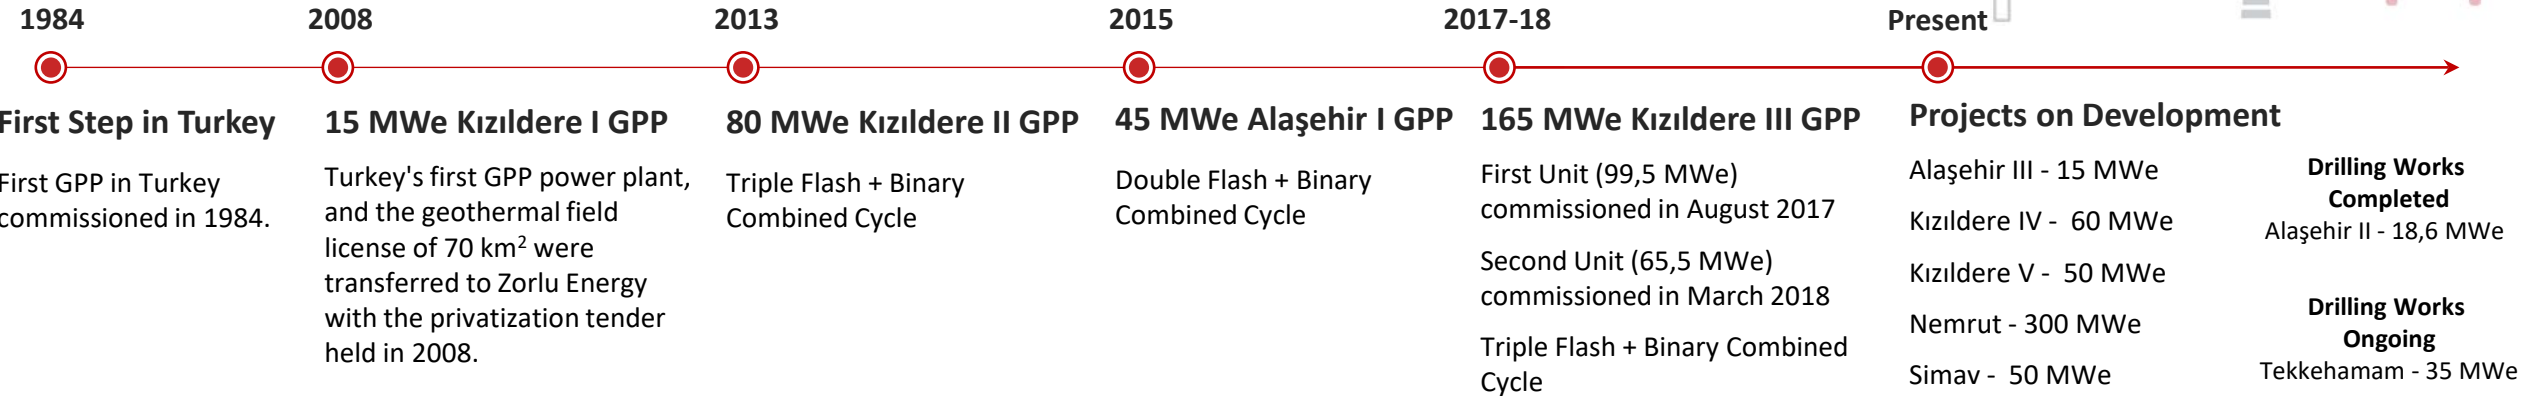 1984
First Step in Turkey
First GPP in Turkey
commissioned in 1984.
2008
15 MWe Kızıldere I GPP
Turkey's first GPP power plant,
and the geothermal field
license of 70 km² were
transferred to Zorlu Energy
with the privatization tender
held in 2008.
2013
80 MWe Kızıldere II GPP
Triple Flash + Binary
Combined Cycle
2015
45 MWe Alaşehir I GPP
Double Flash + Binary
Combined Cycle
2017-18
165 MWe Kızıldere III GPP
First Unit (99,5 MWe)
commissioned in August 2017
Second Unit (65,5 MWe)
commissioned in March 2018
Triple Flash + Binary Combined
Cycle
Present
Projects on Development
Alaşehir III - 15 MWe
Kızıldere IV - 60 MWe
Kızıldere V - 50 MWe
Nemrut - 300 MWe
Simav - 50 MWe
Drilling Works
Completed
Alaşehir II - 18,6 MWe
Drilling Works
Ongoing
Tekkehamam - 35 MWe